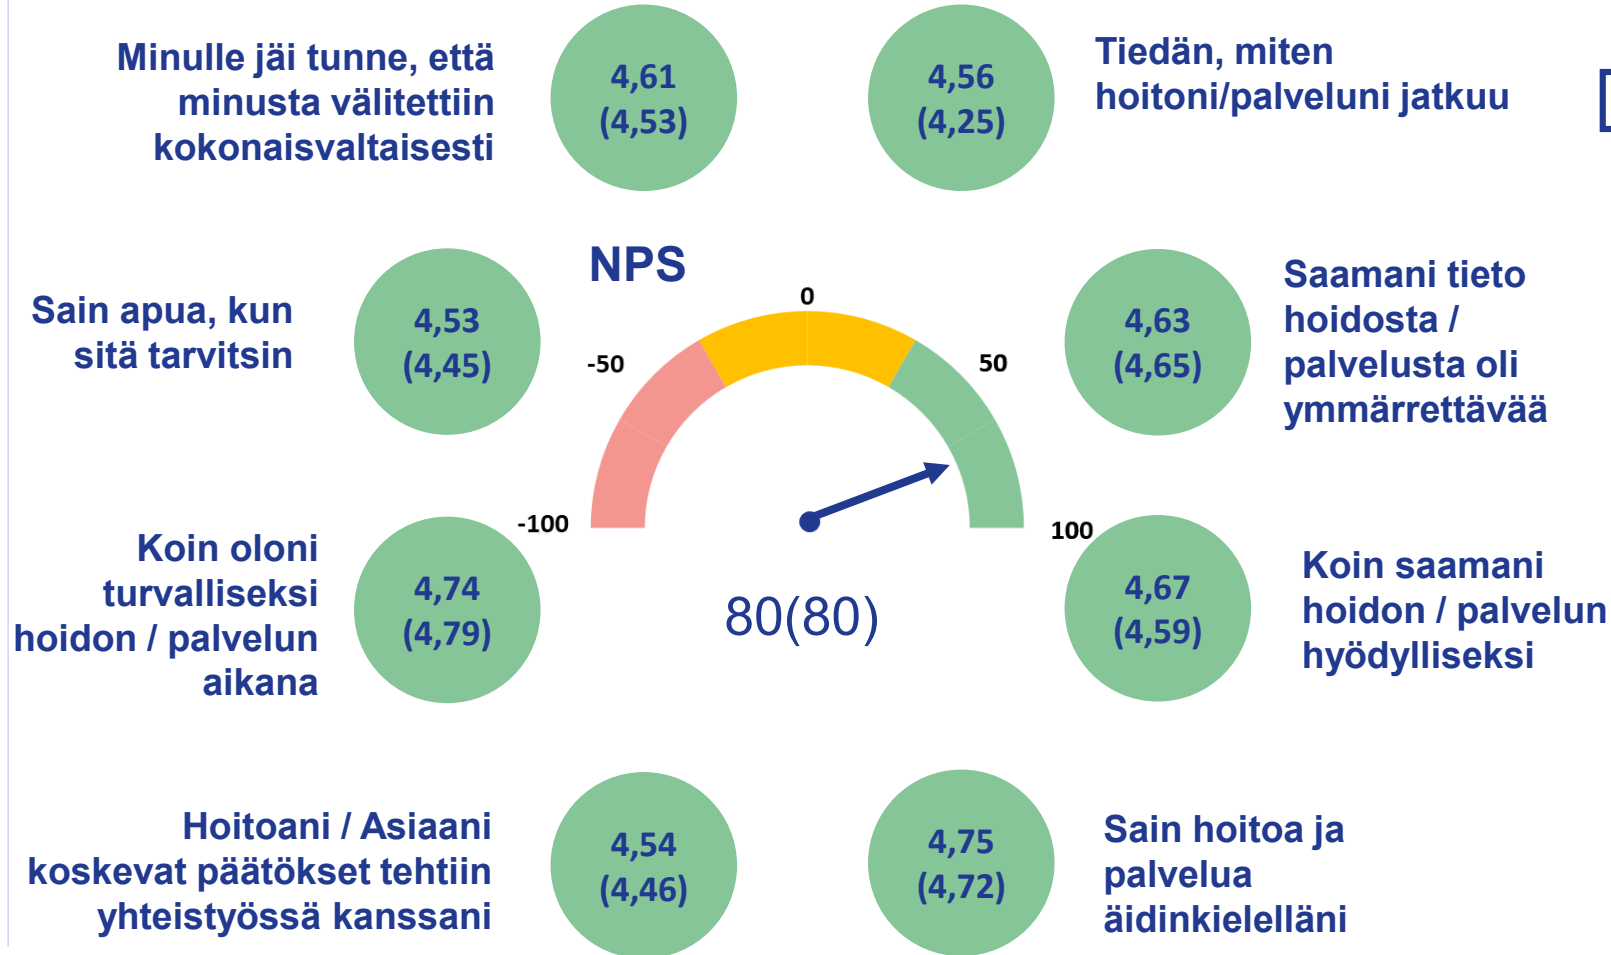 Minulle jäi tunne, että
minusta välitettiin
kokonaisvaltaisesti
4,61
(4,53)
4,56
(4,25)
Tiedän, miten
hoitoni/palveluni jatkuu
Sain apua, kun
sitä tarvitsin
4,53
(4,45)
NPS
0
-50
50
-100
100
80(80)
4,63
(4,65)
Saamani tieto
hoidosta /
palvelusta oli
ymmärrettävää
Koin oloni
turvalliseksi
hoidon / palvelun
aikana
4,74
(4,79)
4,67
(4,59)
Koin saamani
hoidon / palvelun
hyödylliseksi
Hoitoani / Asiaani
koskevat päätökset tehtiin
yhteistyössä kanssani
4,54
(4,46)
4,75
(4,72)
Sain hoitoa ja
palvelua
äidinkielelläni